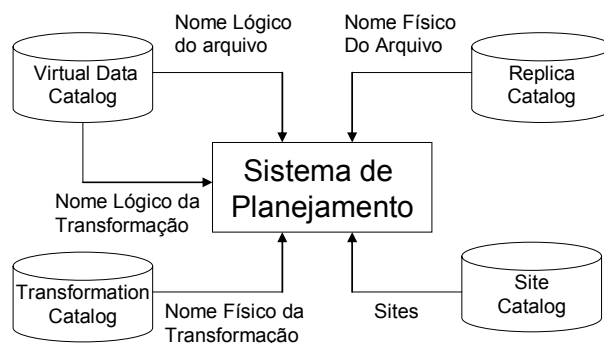 Nome Lógico
do arquivo
Nome Físico
Do Arquivo
Virtual Data
Catalog
Replica
Catalog
Sistema de
Planejamento
Nome Lógico da
Transformação
Transformation
Catalog
Nome Físico da
Transformação
Sites
Site
Catalog